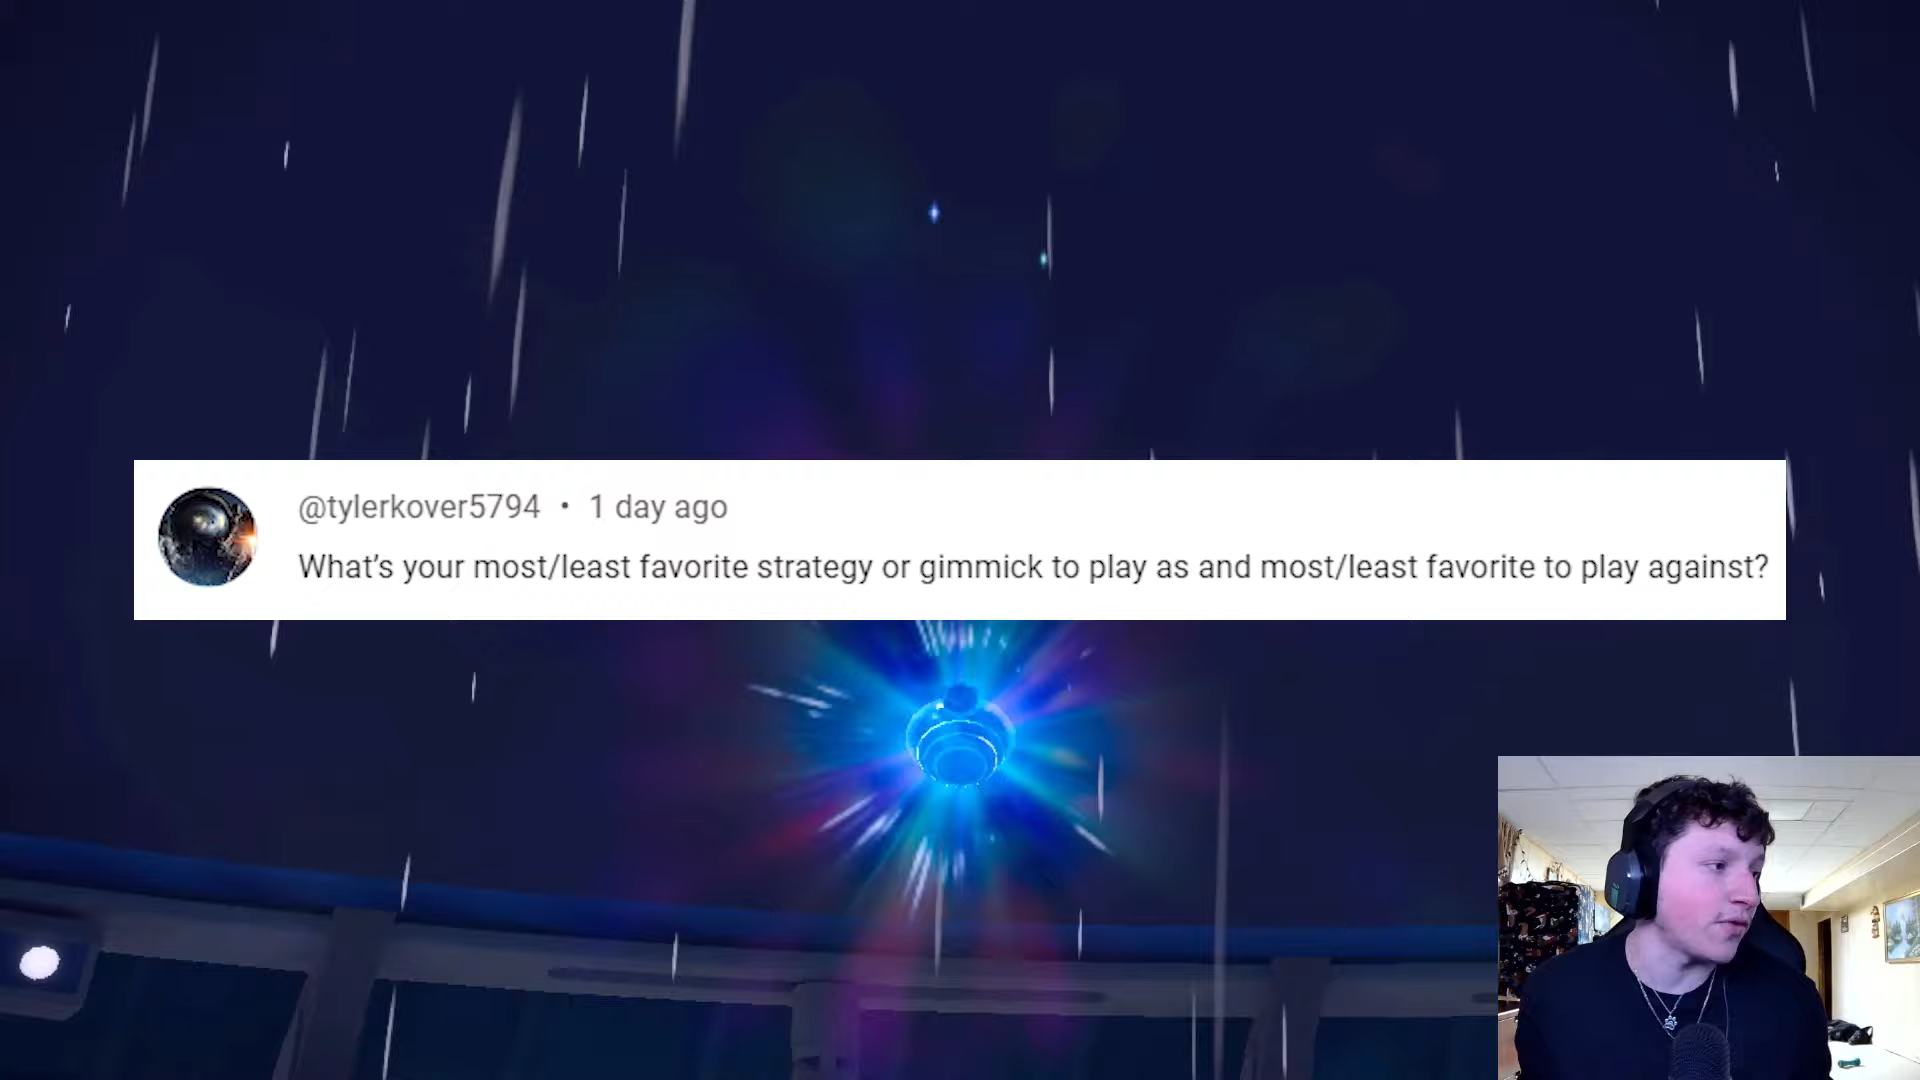 @tylerkover5794 • 1 day ago
What's your most/least favorite strategy or gimmick to play as and most/least favorite to play against?